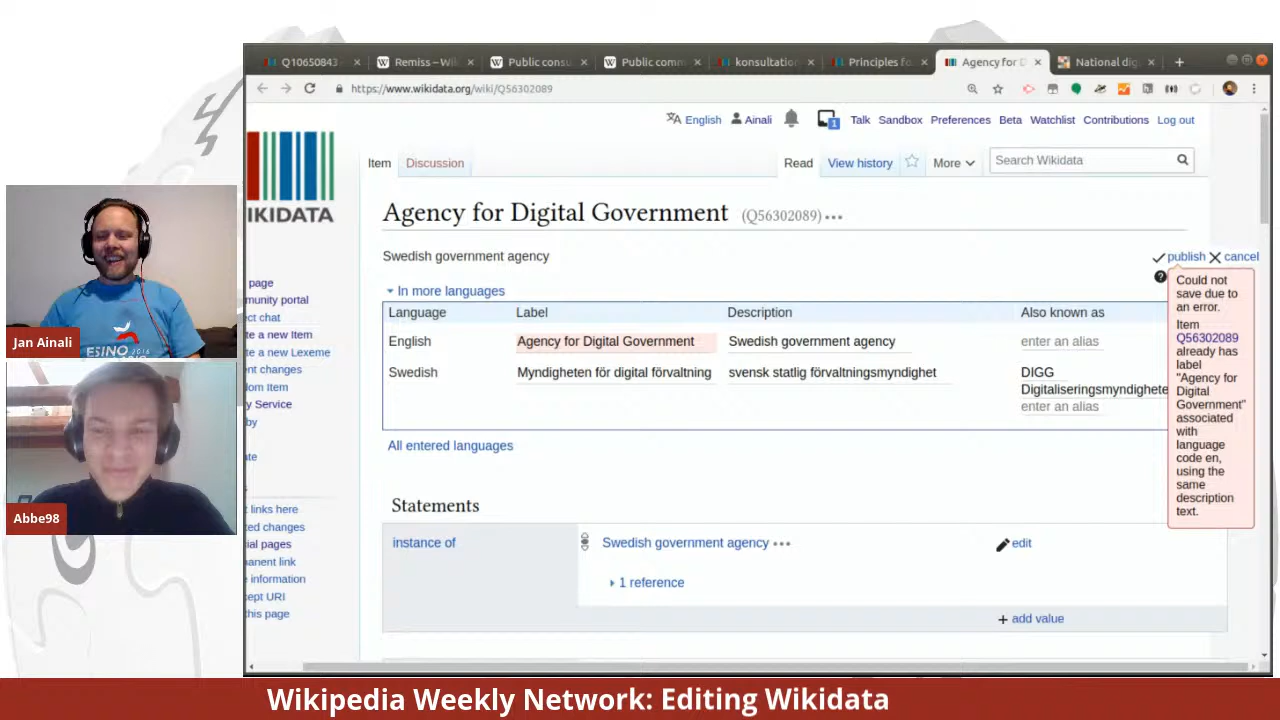 Q10650843
Remiss – Wik
Public consu
Public comm
konsultation
Principles fo
Agency for D
National dig
https://www.wikidata.org/wiki/Q56302089
English
Ainali
1
Talk
Sandbox
Preferences
Beta
Watchlist
Contributions
Log out
IKIDATA
Item
Discussion
Read
View history
More
Search Wikidata
Agency for Digital Government (Q56302089)
Swedish government agency
publish
cancel
In more languages
Language
Label
Description
Also known as
English
Agency for Digital Government
Swedish government agency
enter an alias
Swedish
Myndigheten för digital förvaltning
svensk statlig förvaltningsmyndighet
DIGG
Digitaliseringsmyndighete
enter an alias
All entered languages
Could not
save due to
an error.
Item
Q56302089
already has
label
"Agency for
Digital
Government"
associated
with
language
code en,
using the
same
description
text.
Statements
instance of
Swedish government agency
edit
1 reference
+ add value
page
munity portal
ect chat
te a new Item
te a new Lexeme
ent changes
dom Item
y Service
by
ate
links here
ted changes
ial pages
anent link
information
cept URI
this page
Jan Ainali
ESINO
2016
Abbe98
Wikipedia Weekly Network: Editing Wikidata